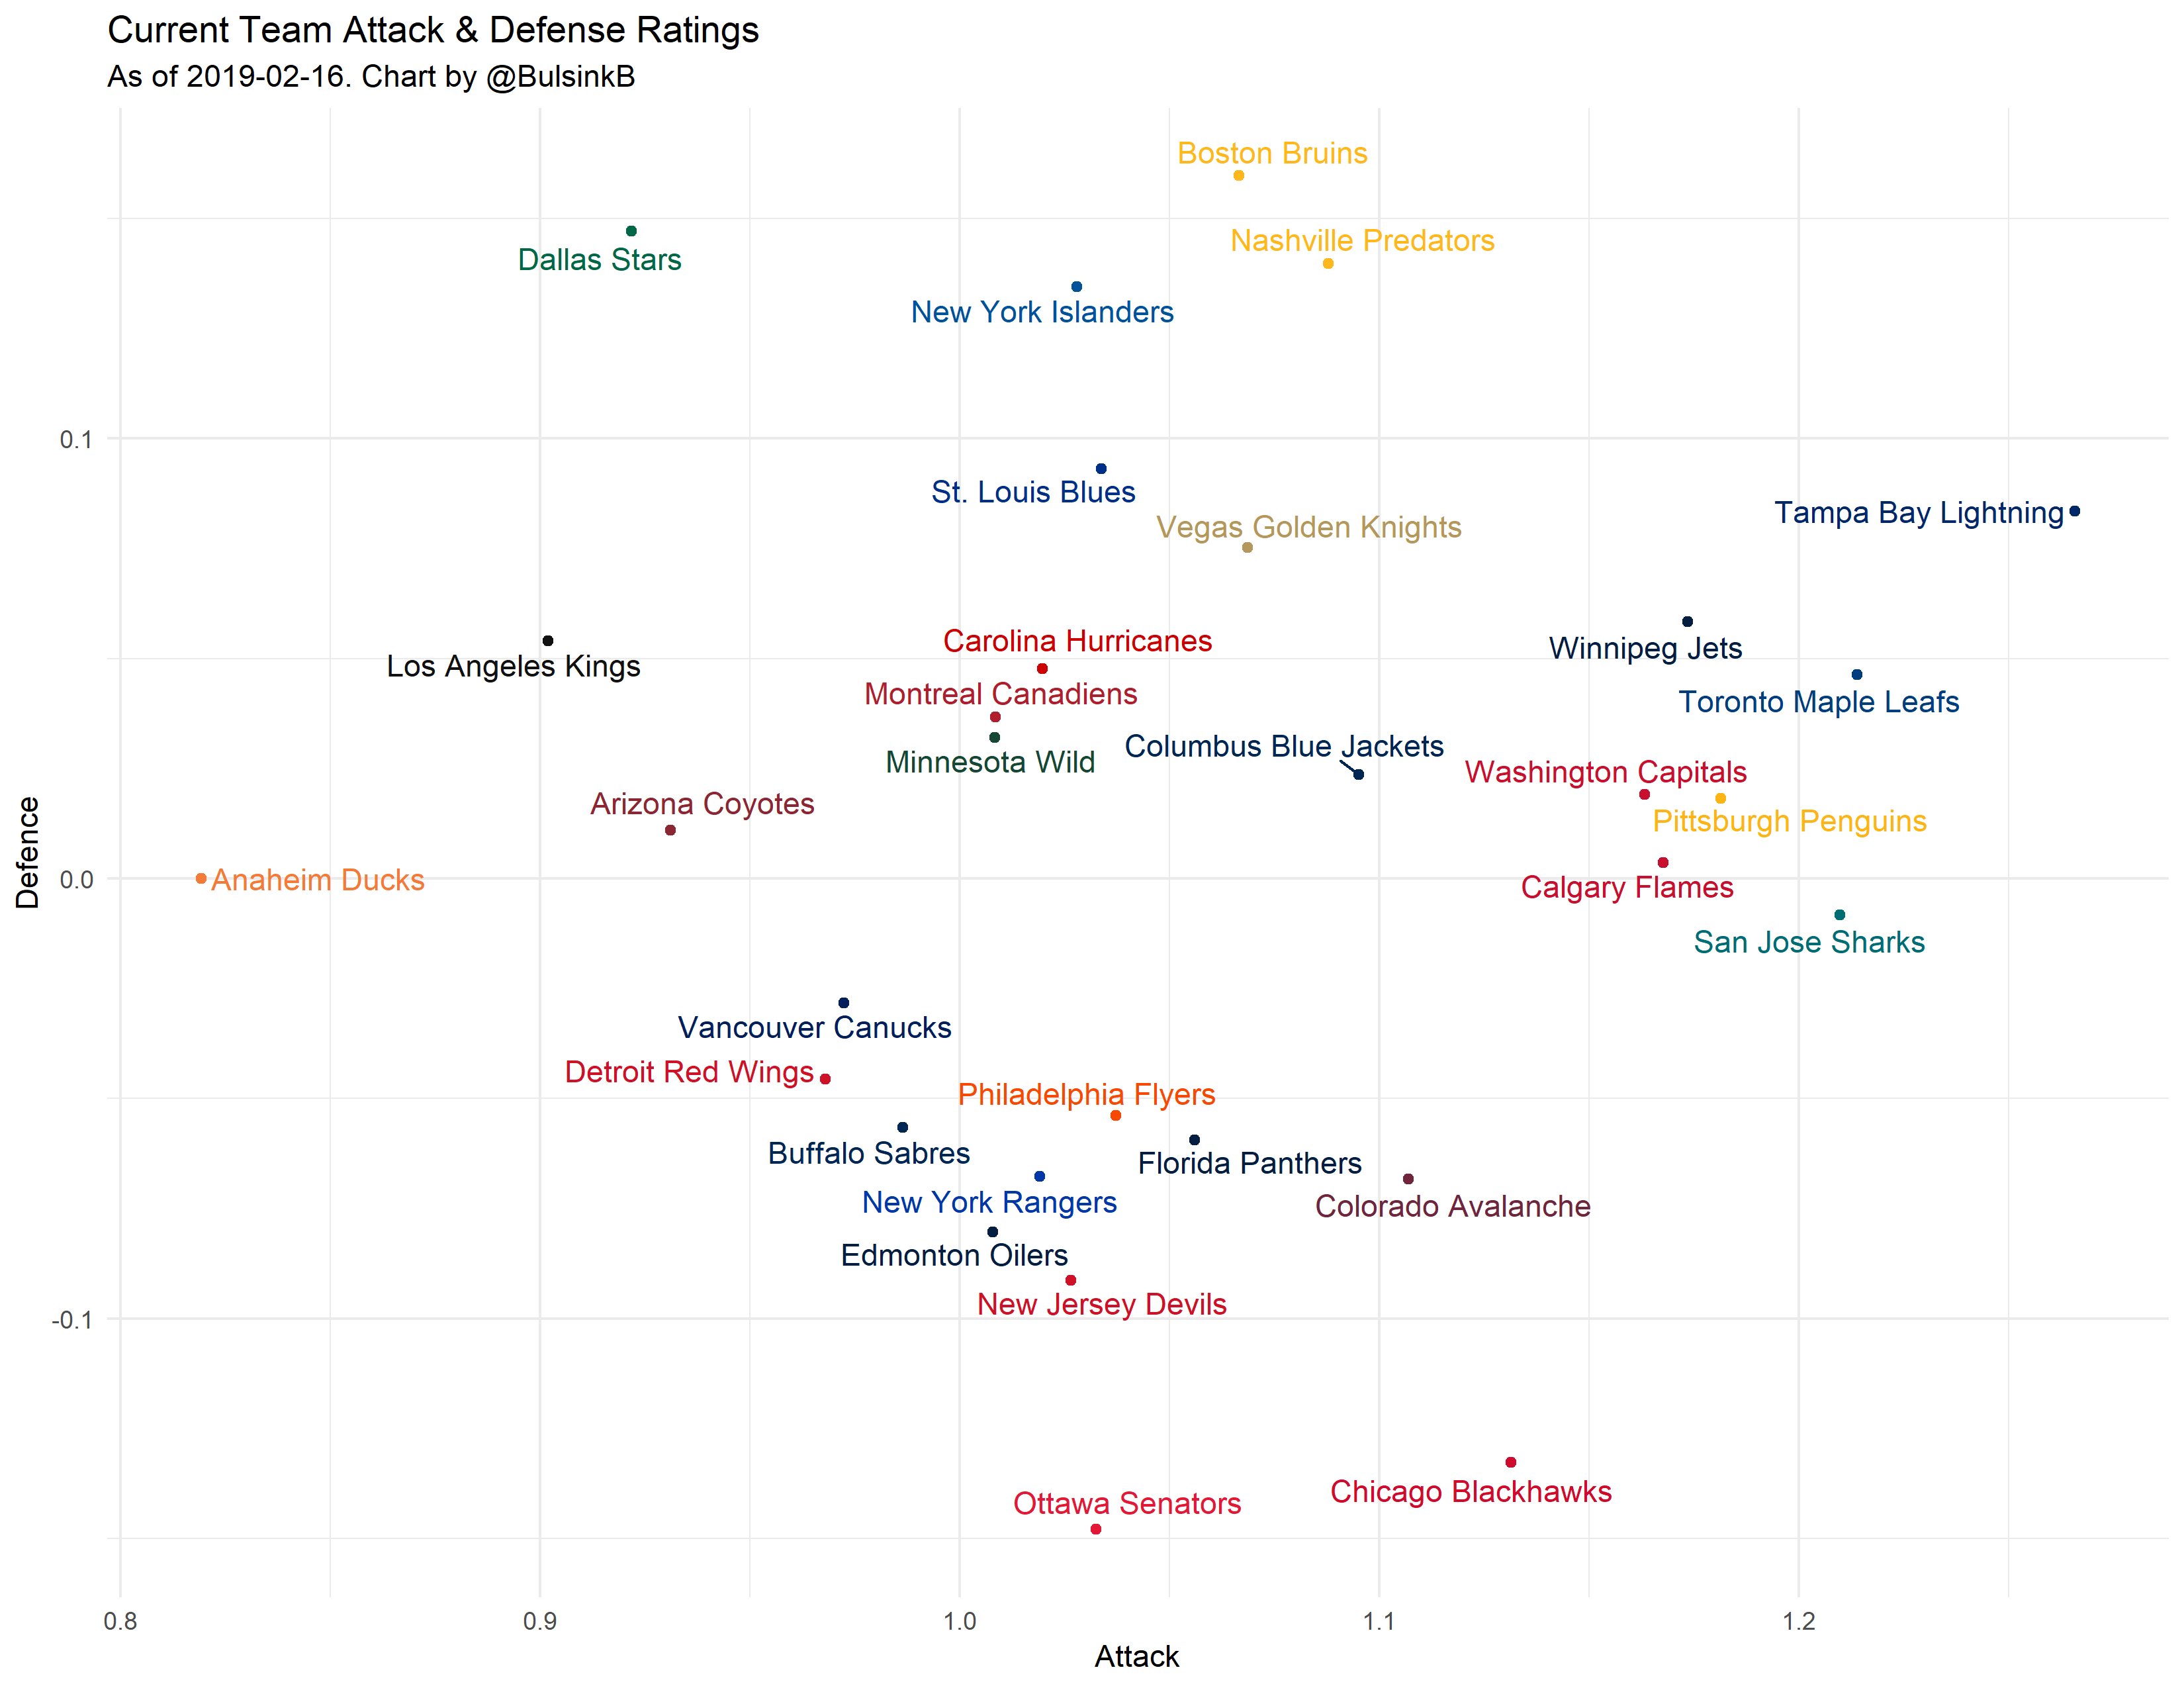 Current Team Attack & Defense Ratings
As of 2019-02-16. Chart by @BulsinkB
Boston Bruins
Nashville Predators
Dallas Stars
New York Islanders
0.1
St. Louis Blues
Tampa Bay Lightning
Vegas Golden Knights
Carolina Hurricanes
Winnipeg Jets
Los Angeles Kings
Montreal Canadiens
Toronto Maple Leafs
Columbus Blue Jackets
Minnesota Wild
Washington Capitals
Arizona Coyotes
Pittsburgh Penguins
Defence
0.0
Anaheim Ducks
Calgary Flames
San Jose Sharks
Vancouver Canucks
Detroit Red Wings
Philadelphia Flyers
Buffalo Sabres
Florida Panthers
New York Rangers
Colorado Avalanche
Edmonton Oilers
New Jersey Devils
-0.1
Chicago Blackhawks
Ottawa Senators
0.8 0.9 1.0 1.1 1.2
Attack